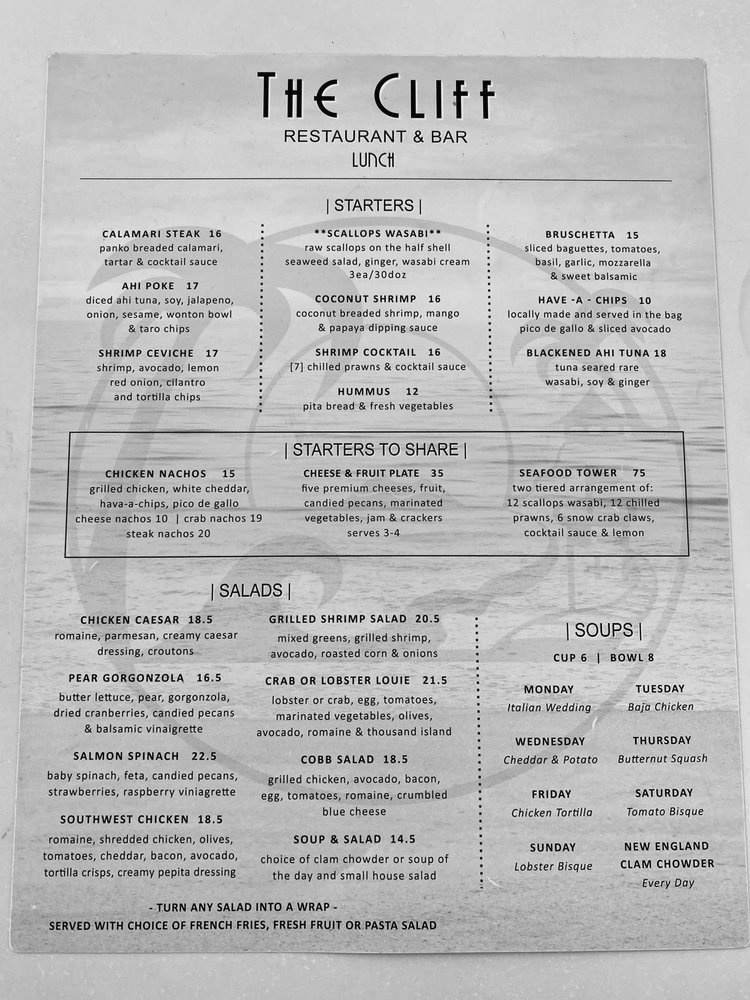 THE CLIFF
RESTAURANT & BAR
LUNCH
| STARTERS |
CALAMARI STEAK 16
panko breaded calamari,
tartar & cocktail sauce
AHI POKE 17
diced ahi tuna, soy, jalapeno,
onion, sesame, wonton bowl
& taro chips
SHRIMP CEVICHE 17
shrimp, avocado, lemon
red onion, cilantro
and tortilla chips
**SCALLOPS WASABI**
raw scallops on the half shell
seaweed salad, ginger, wasabi cream
3ea/30doz
COCONUT SHRIMP 16
coconut breaded shrimp, mango
& papaya dipping sauce
SHRIMP COCKTAIL 16
[7] chilled prawns & cocktail sauce
HUMMUS 12
pita bread & fresh vegetables
BRUSCHETTA 15
sliced baguettes, tomatoes,
basil, garlic, mozzarella
& sweet balsamic
HAVE -A - CHIPS 10
locally made and served in the bag
pico de gallo & sliced avocado
BLACKENED AHI TUNA 18
tuna seared rare
wasabi, soy & ginger
| STARTERS TO SHARE |
CHICKEN NACHOS 15
grilled chicken, white cheddar,
hava-a-chips, pico de gallo
cheese nachos 10 | crab nachos 19
steak nachos 20
CHEESE & FRUIT PLATE 35
five premium cheeses, fruit,
candied pecans, marinated
vegetables, jam & crackers
serves 3-4
SEAFOOD TOWER 75
two tiered arrangement of:
12 scallops wasabi, 12 chilled
prawns, 6 snow crab claws,
cocktail sauce & lemon
| SALADS |
CHICKEN CAESAR 18.5
romaine, parmesan, creamy caesar
dressing, croutons
PEAR GORGONZOLA 16.5
butter lettuce, pear, gorgonzola,
dried cranberries, candied pecans
& balsamic vinaigrette
SALMON SPINACH 22.5
baby spinach, feta, candied pecans,
strawberries, raspberry viniagrette
SOUTHWEST CHICKEN 18.5
romaine, shredded chicken, olives,
tomatoes, cheddar, bacon, avocado,
tortilla crisps, creamy pepita dressing
GRILLED SHRIMP SALAD 20.5
mixed greens, grilled shrimp,
avocado, roasted corn & onions
CRAB OR LOBSTER LOUIE 21.5
lobster or crab, egg, tomatoes,
marinated vegetables, olives,
avocado, romaine & thousand island
COBB SALAD 18.5
grilled chicken, avocado, bacon,
egg, tomatoes, romaine, crumbled
blue cheese
SOUP & SALAD 14.5
choice of clam chowder or soup of
the day and small house salad
- TURN ANY SALAD INTO A WRAP -
SERVED WITH CHOICE OF FRENCH FRIES, FRESH FRUIT OR PASTA SALAD
| SOUPS |
CUP 6 | BOWL 8
MONDAY
Italian Wedding
TUESDAY
Baja Chicken
WEDNESDAY
Cheddar & Potato
THURSDAY
Butternut Squash
FRIDAY
Chicken Tortilla
SATURDAY
Tomato Bisque
SUNDAY
Lobster Bisque
NEW ENGLAND
CLAM CHOWDER
Every Day